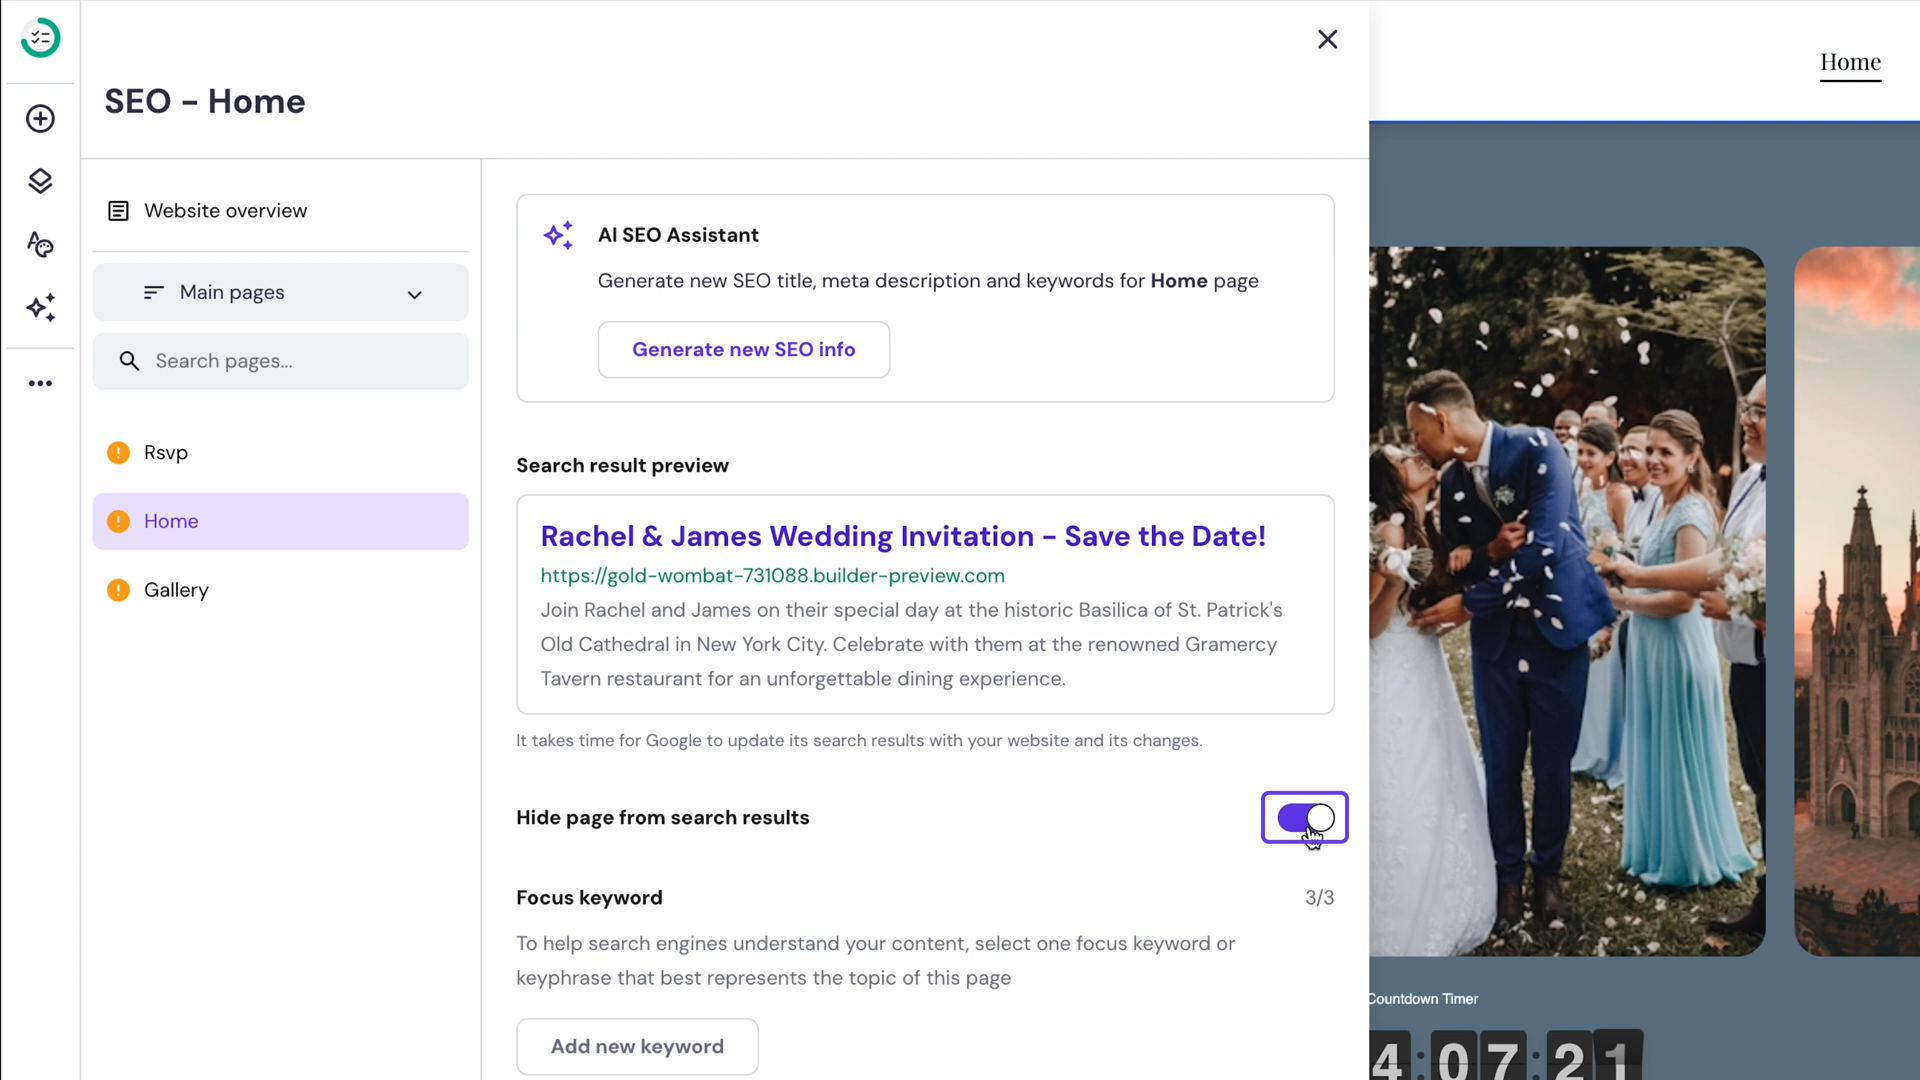 Home
SEO - Home
Website overview
Main pages
Search pages...
Rsvp
Home
Gallery
AI SEO Assistant
Generate new SEO title, meta description and keywords for Home page
Generate new SEO info
Search result preview
Rachel & James Wedding Invitation - Save the Date!
https://gold-wombat-731088.builder-preview.com
Join Rachel and James on their special day at the historic Basilica of St. Patrick's
Old Cathedral in New York City. Celebrate with them at the renowned Gramercy
Tavern restaurant for an unforgettable dining experience.
It takes time for Google to update its search results with your website and its changes.
Hide page from search results
Focus keyword
3/3
To help search engines understand your content, select one focus keyword or
keyphrase that best represents the topic of this page
Add new keyword
Countdown Timer
4:07:21